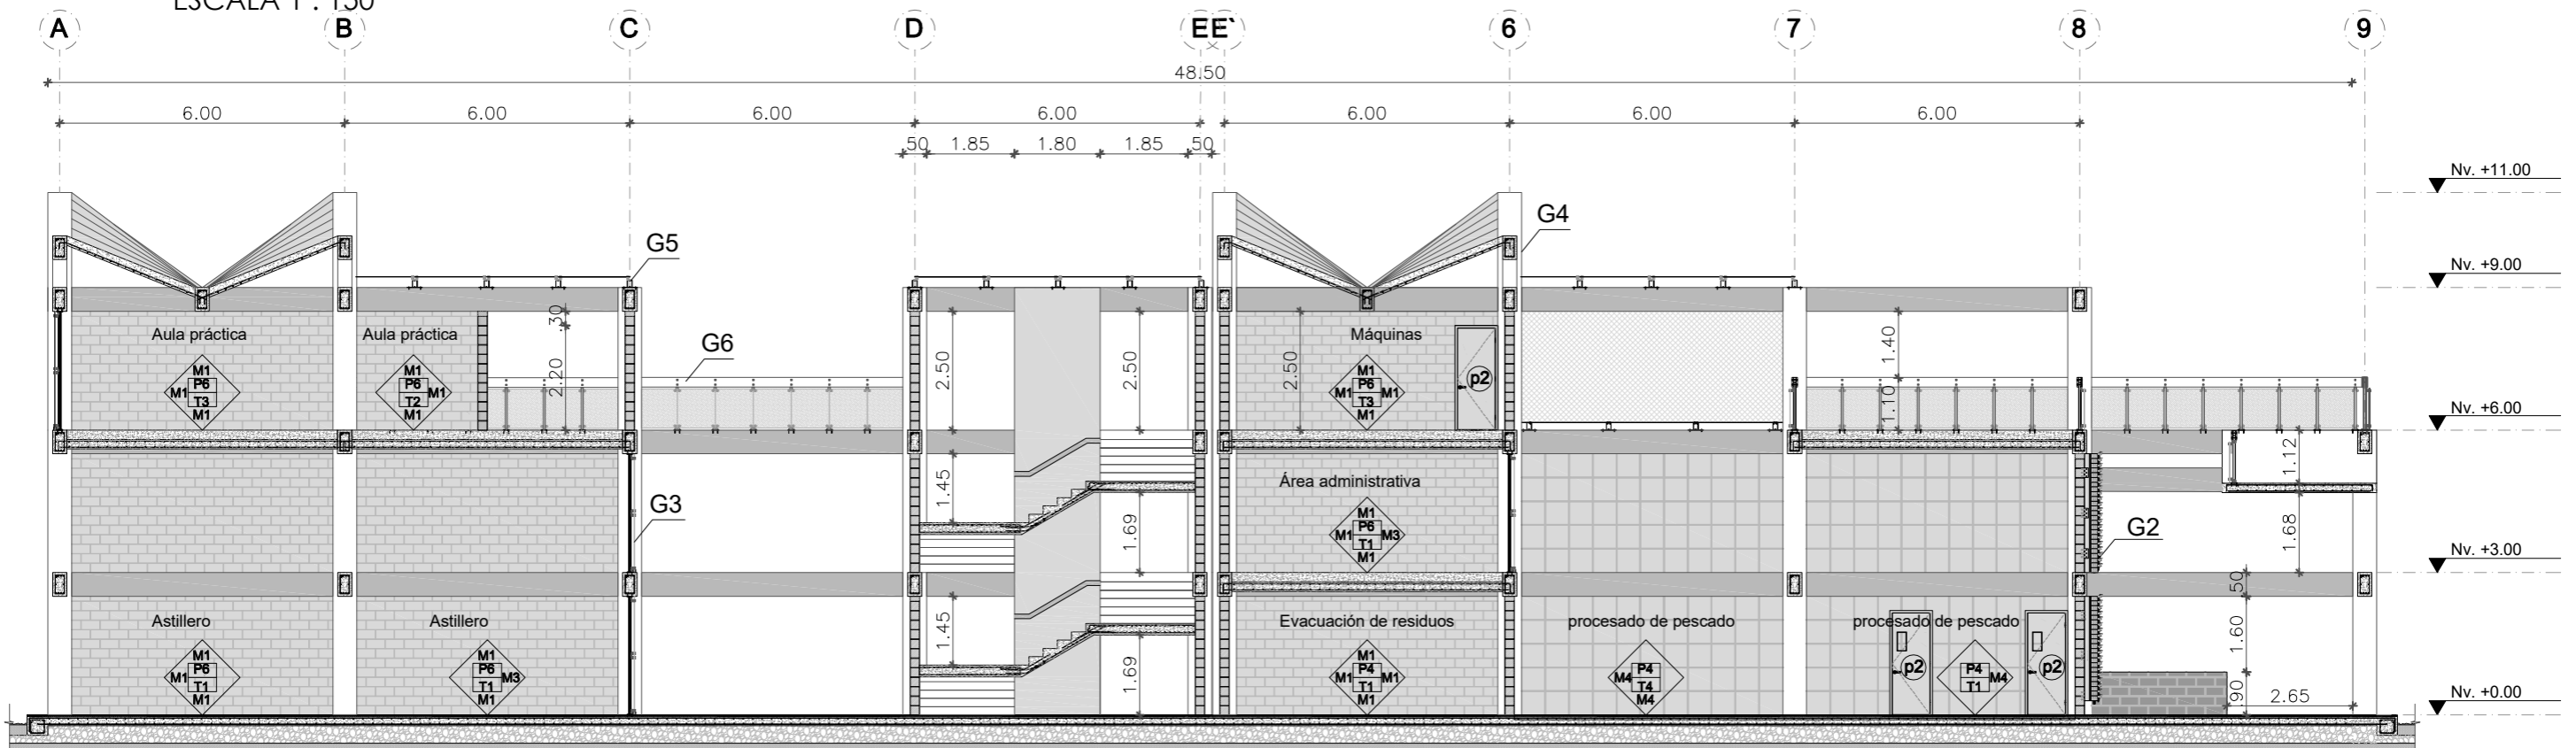 ESCALA 1 : 150
A B C D E E` 6 7 8 9
48.50
6.00 6.00 6.00 6.00 6.00 6.00 6.00
50 1.85 1.80 1.85 50
Nv. +11.00
G4
G5
Nv. +9.00
.30
Aula práctica Aula práctica Máquinas
G6
1.40
2.20 2.50 2.50 2.50
M1 M1 M1
P6 P6 P6
M1 M1 M1 M1 p2
T3 T2 T3
M1 M1 M1
1.10
Nv. +6.00
1.12
1.45
Área administrativa
G3
M1
P6
M1 M3
T1
M1
1.69
1.68
G2
Nv. +3.00
50
Astillero Astillero Evacuación de residuos procesado de pescado procesado de pescado
1.45
1.60
M1 M1 M1
P6 P6 P4 P4 P4
M1 M3 M1 M1 M4 p2 M4 p2
T1 T1 T1 T4 T1
M1 M1 M1 M4
1.69
.90
2.65
Nv. +0.00